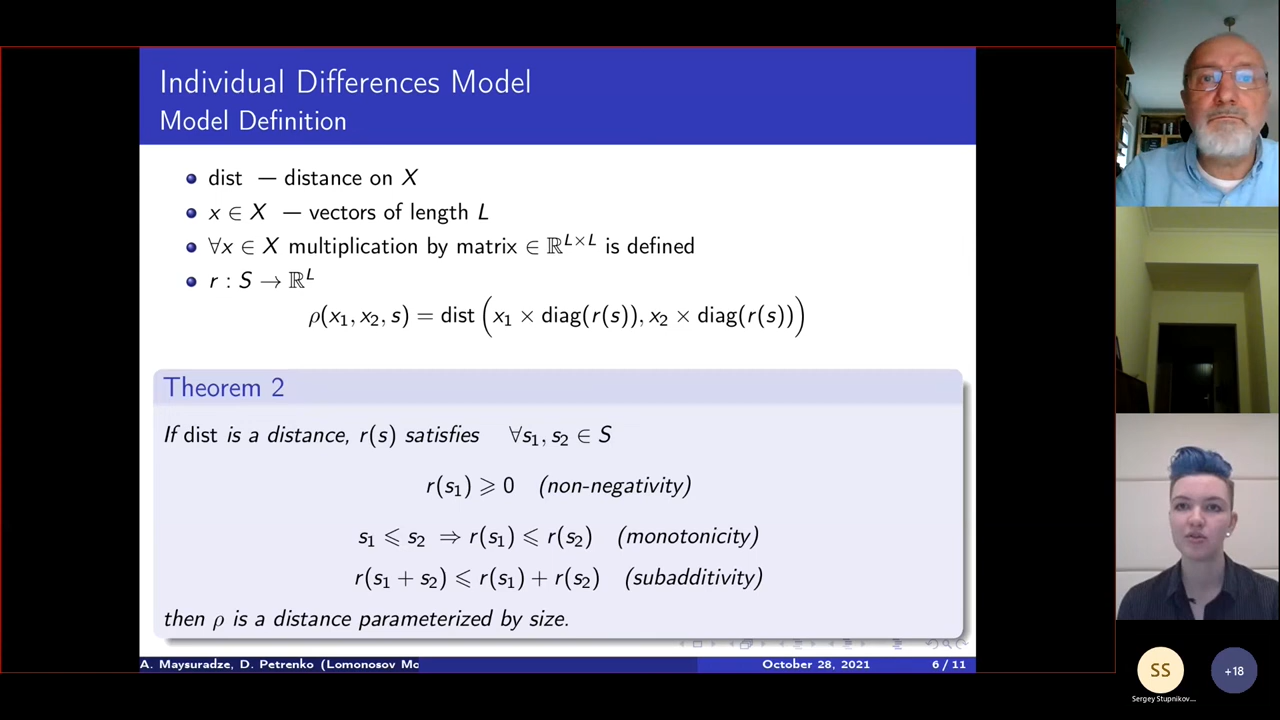 Individual Differences Model
Model Definition
dist — distance on X
x ∈ X — vectors of length L
∀x ∈ X multiplication by matrix ∈ ℝ^{L×L} is defined
r : S → ℝ^L
ρ(x₁, x₂, s) = dist (x₁ × diag(r(s)), x₂ × diag(r(s)))
Theorem 2
If dist is a distance, r(s) satisfies ∀s₁, s₂ ∈ S
r(s₁) ⩾ 0 (non-negativity)
s₁ ⩽ s₂ ⇒ r(s₁) ⩽ r(s₂) (monotonicity)
r(s₁ + s₂) ⩽ r(s₁) + r(s₂) (subadditivity)
then ρ is a distance parameterized by size.
A. Maysuradze, D. Petrenko (Lomonosov Mc
October 28, 2021
6 / 11
SS
+18
Sergey Stupnikov...